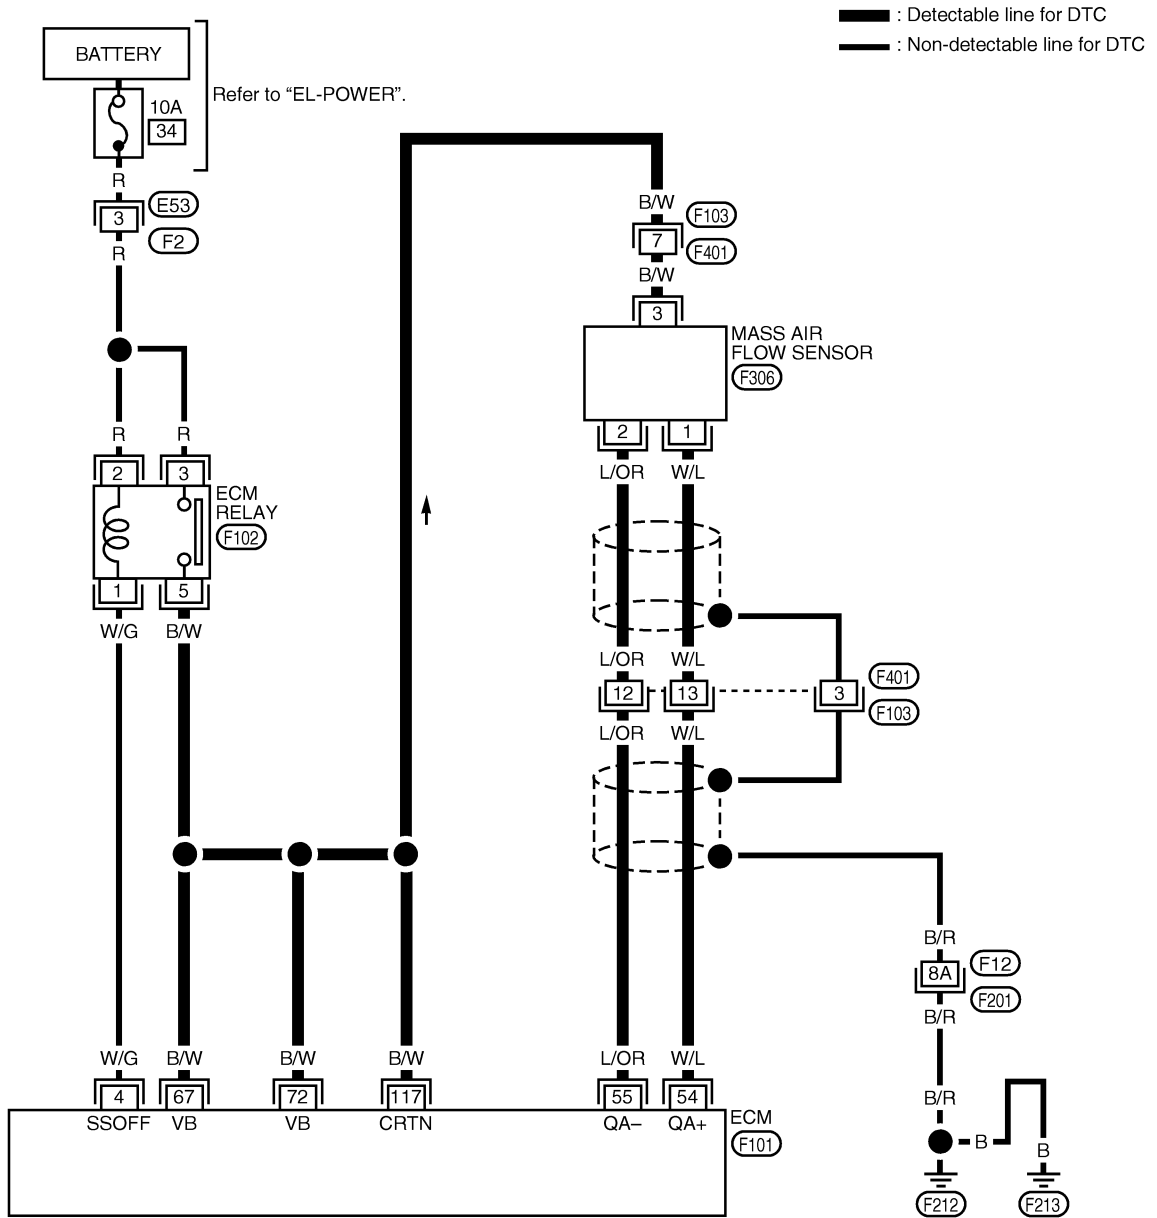 : Detectable line for DTC
: Non-detectable line for DTC
BATTERY
Refer to “EL-POWER”.
10A
34
R
3
E53
F2
R
R
R
2
3
ECM
RELAY
F102
1
5
W/G
B/W
B/W
F103
7
F401
B/W
3
MASS AIR
FLOW SENSOR
F306
2
1
L/OR
W/L
L/OR
W/L
12
13
3
F401
F103
L/OR
W/L
B/R
8A
F12
F201
B/R
W/G
B/W
B/W
B/W
L/OR
W/L
4
67
72
117
55
54
SSOFF
VB
VB
CRTN
QA–
QA+
ECM
F101
B/R
B
B
F212
F213